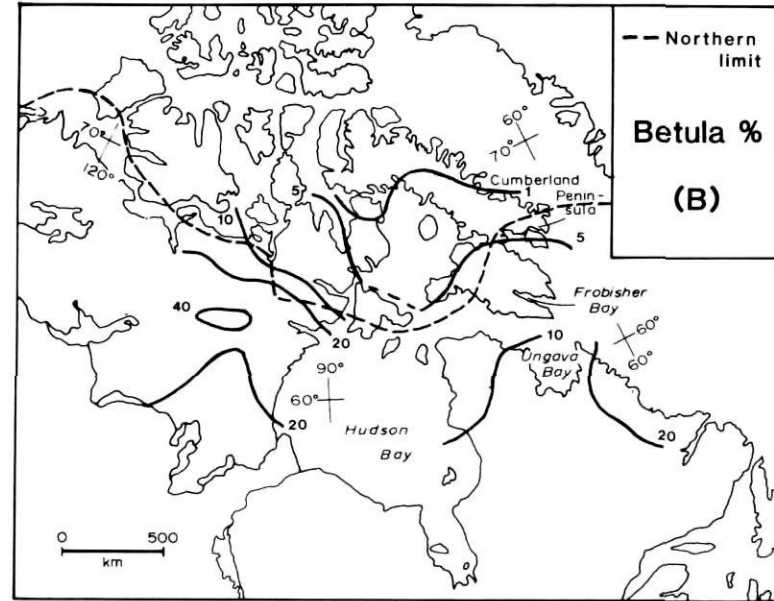 Northern
limit
Betula %
(B)
60°
70°
70°
120°
Cumberland
Penin-
sula
1
5
10
5
40
20
Frobisher
Bay
60°
60°
10
Ungava
Bay
90°
60°
20
20
Hudson
Bay
0 500
km